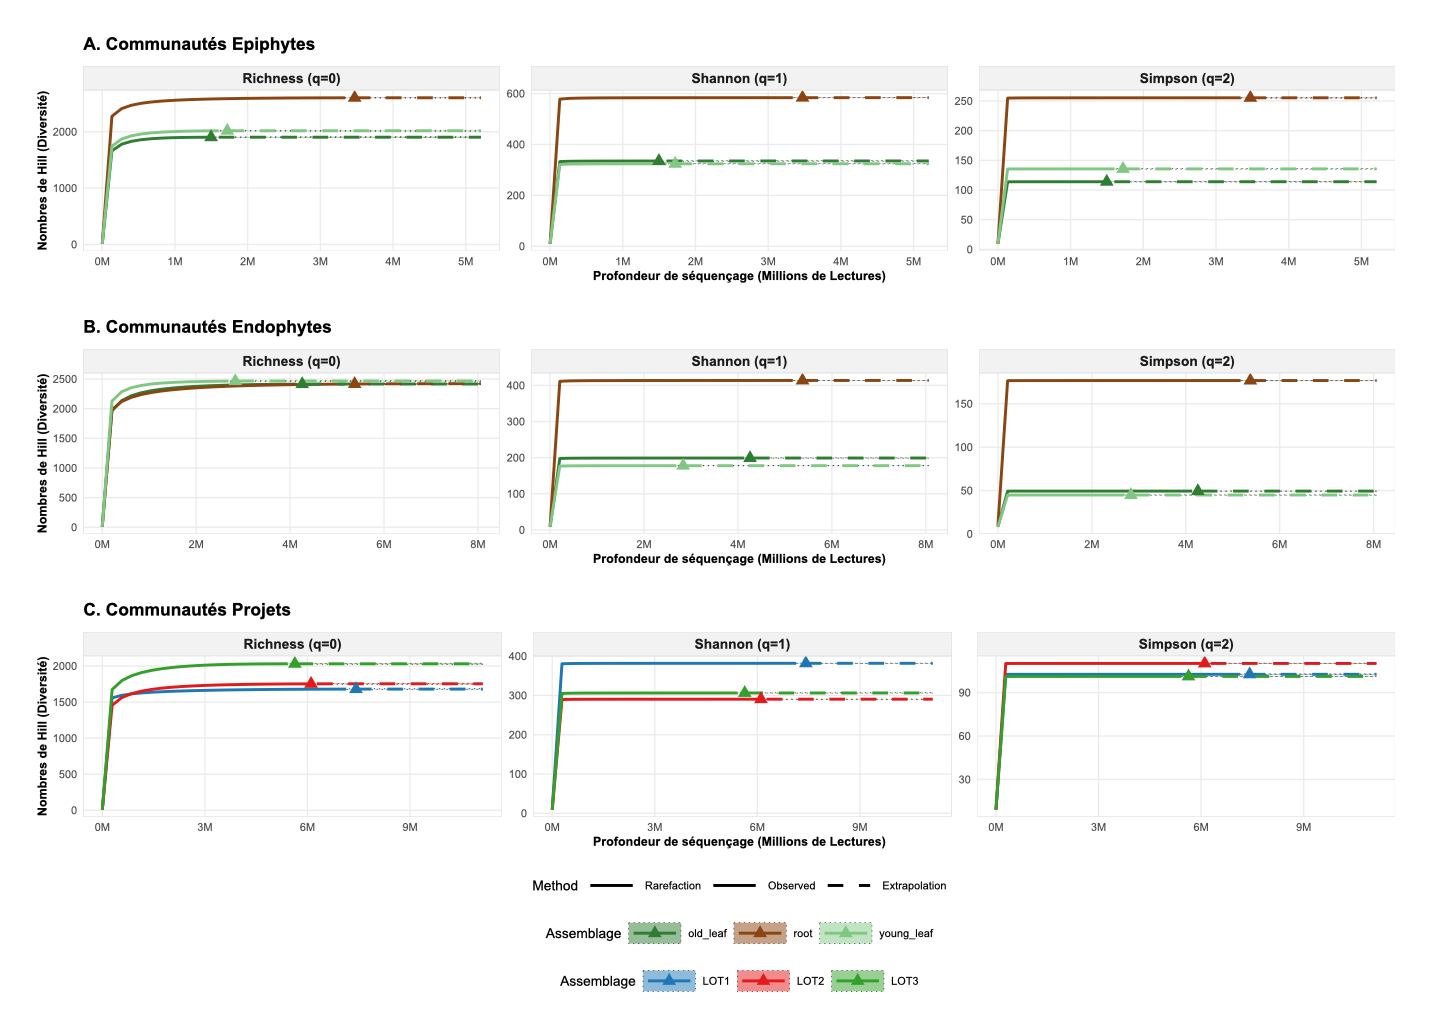 A. Communautés Epiphytes
Richness (q=0)
Shannon (q=1)
Simpson (q=2)
Nombres de Hill (Diversité)
2000
1000
0
600
400
200
0
250
200
150
100
50
0
0M 1M 2M 3M 4M 5M
0M 1M 2M 3M 4M 5M
0M 1M 2M 3M 4M 5M
Profondeur de séquençage (Millions de Lectures)
B. Communautés Endophytes
Richness (q=0)
Shannon (q=1)
Simpson (q=2)
Nombres de Hill (Diversité)
2500
2000
1500
1000
500
0
400
300
200
100
0
150
100
50
0
0M 2M 4M 6M 8M
0M 2M 4M 6M 8M
0M 2M 4M 6M 8M
Profondeur de séquençage (Millions de Lectures)
C. Communautés Projets
Richness (q=0)
Shannon (q=1)
Simpson (q=2)
Nombres de Hill (Diversité)
2000
1500
1000
500
0
400
300
200
100
0
90
60
30
0M 3M 6M 9M
0M 3M 6M 9M
0M 3M 6M 9M
Profondeur de séquençage (Millions de Lectures)
Method Rarefaction Observed Extrapolation
Assemblage old_leaf root young_leaf
Assemblage LOT1 LOT2 LOT3